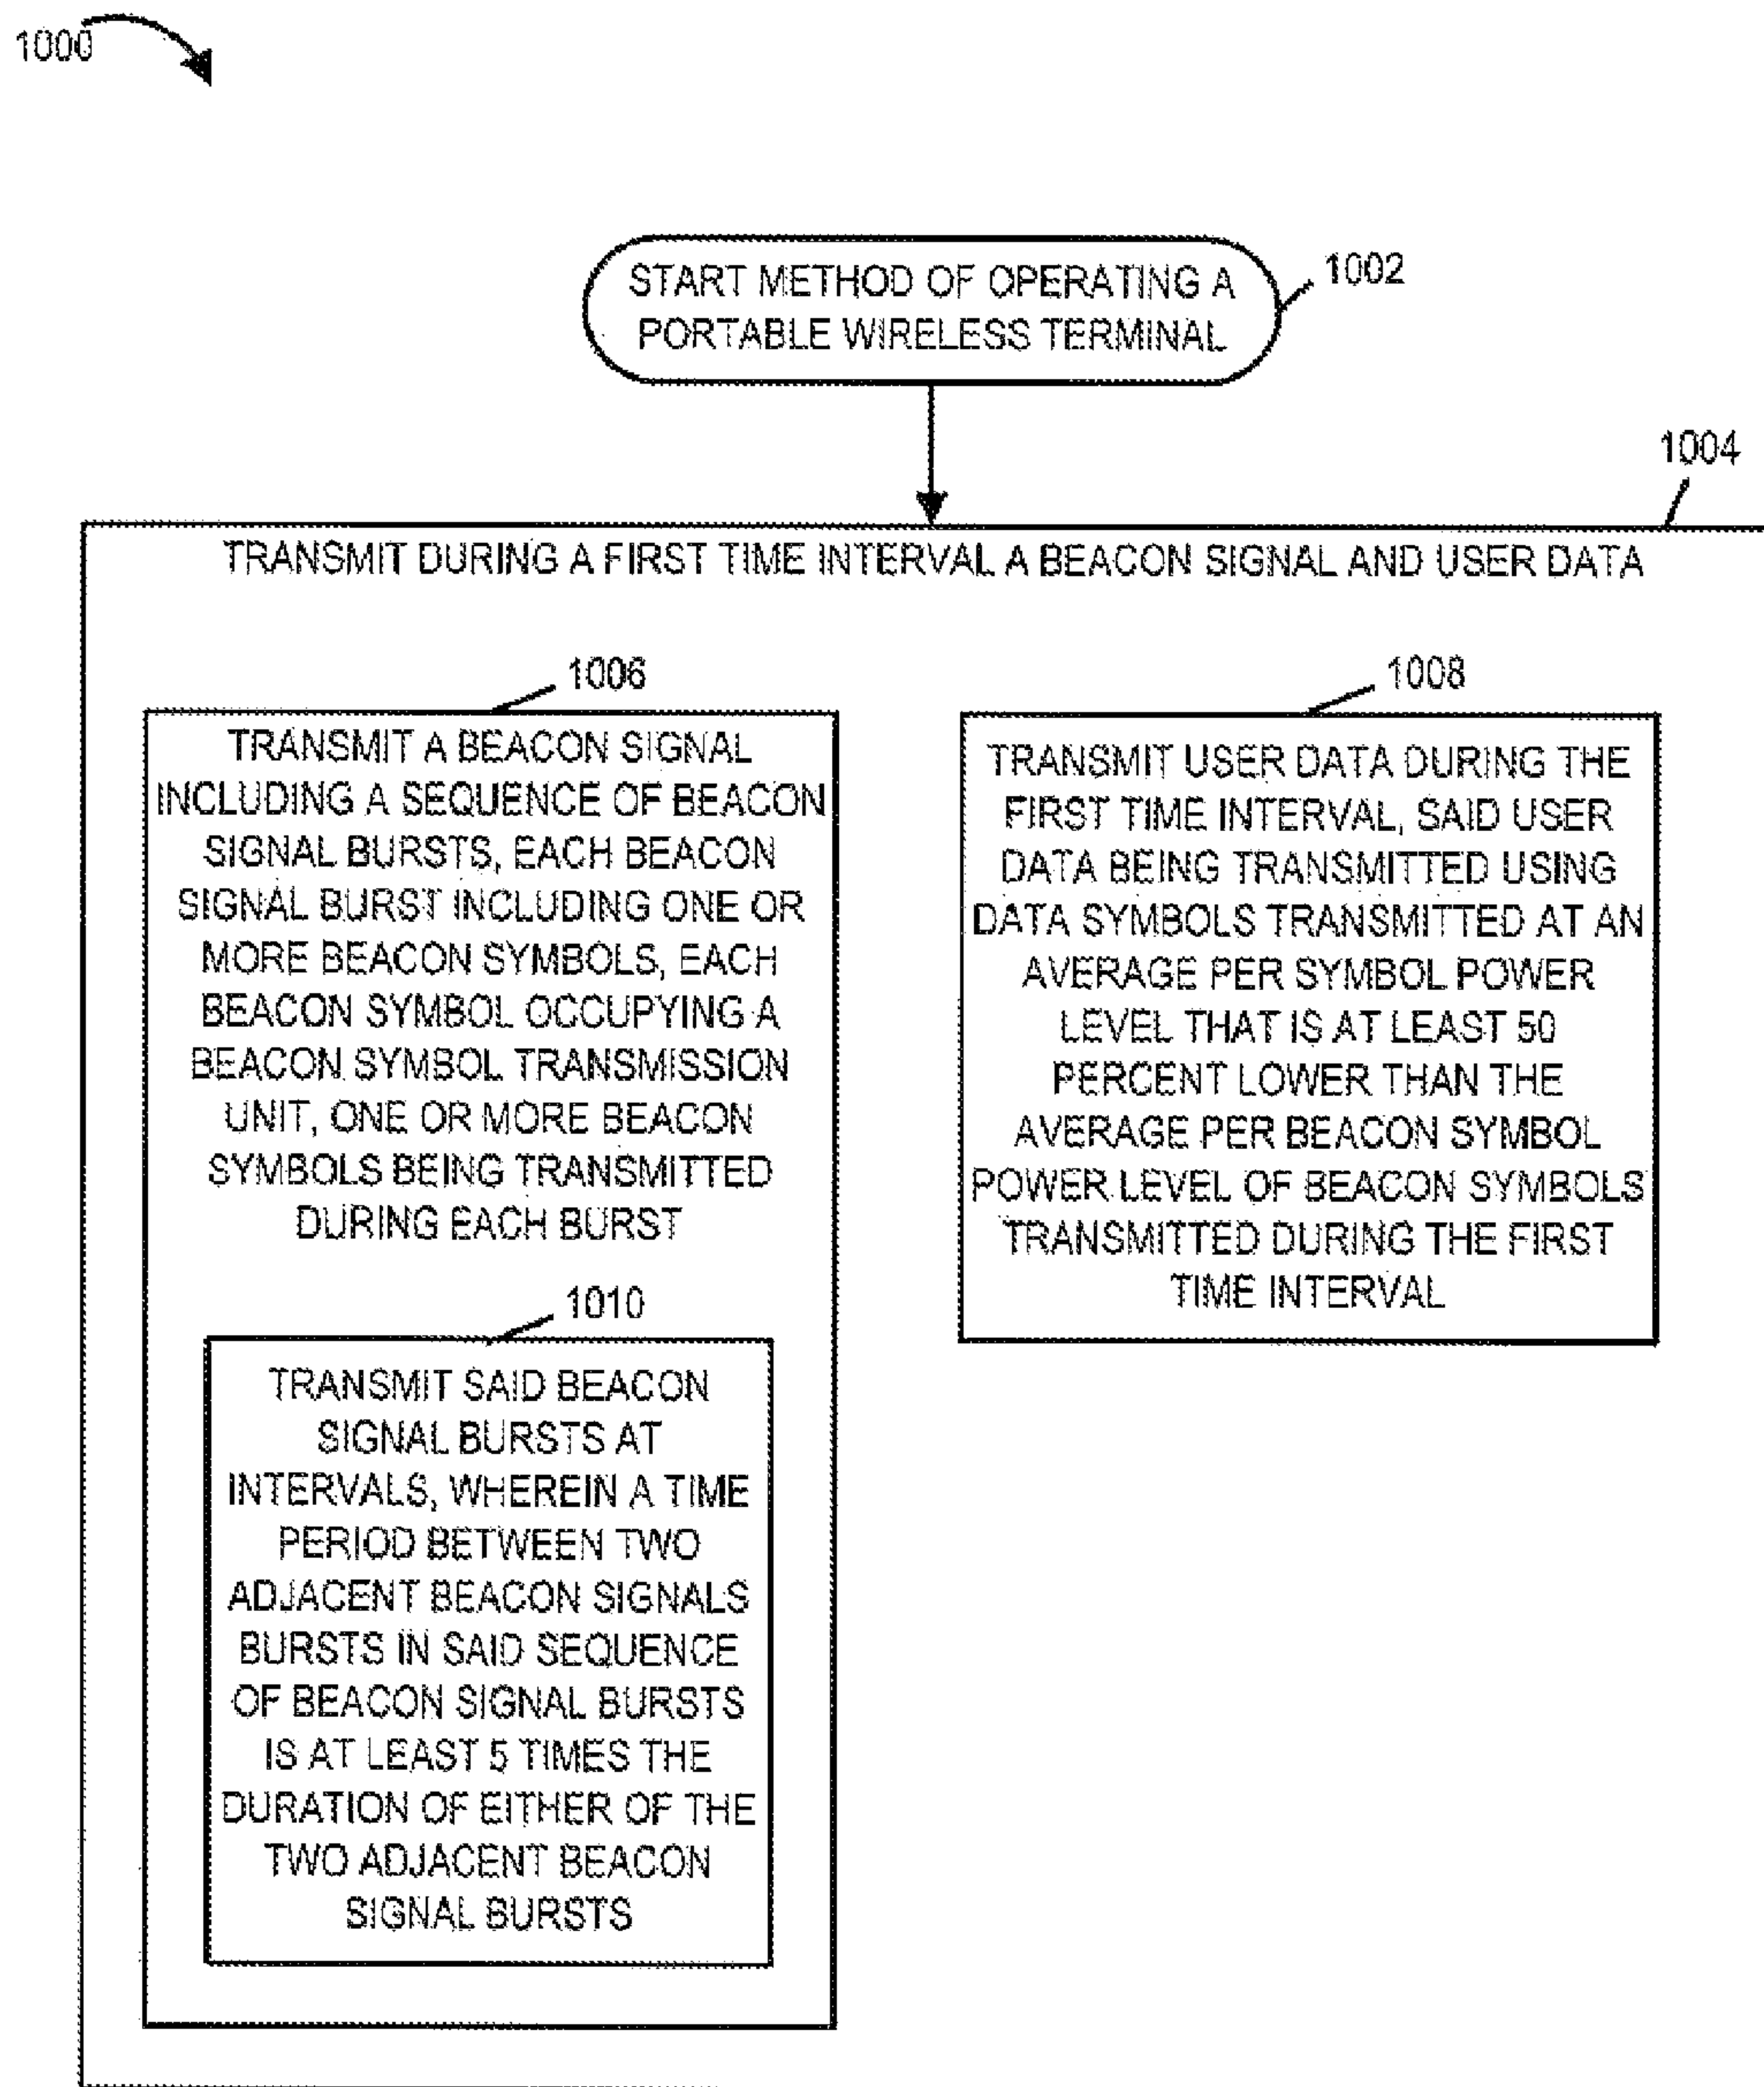 1000
START METHOD OF OPERATING A
PORTABLE WIRELESS TERMINAL
1002
1004
TRANSMIT DURING A FIRST TIME INTERVAL A BEACON SIGNAL AND USER DATA
1006
TRANSMIT A BEACON SIGNAL
INCLUDING A SEQUENCE OF BEACON
SIGNAL BURSTS, EACH BEACON
SIGNAL BURST INCLUDING ONE OR
MORE BEACON SYMBOLS, EACH
BEACON SYMBOL OCCUPYING A
BEACON SYMBOL TRANSMISSION
UNIT, ONE OR MORE BEACON
SYMBOLS BEING TRANSMITTED
DURING EACH BURST
1010
TRANSMIT SAID BEACON
SIGNAL BURSTS AT
INTERVALS, WHEREIN A TIME
PERIOD BETWEEN TWO
ADJACENT BEACON SIGNALS
BURSTS IN SAID SEQUENCE
OF BEACON SIGNAL BURSTS
IS AT LEAST 5 TIMES THE
DURATION OF EITHER OF THE
TWO ADJACENT BEACON
SIGNAL BURSTS
1008
TRANSMIT USER DATA DURING THE
FIRST TIME INTERVAL, SAID USER
DATA BEING TRANSMITTED USING
DATA SYMBOLS TRANSMITTED AT AN
AVERAGE PER SYMBOL POWER
LEVEL THAT IS AT LEAST 50
PERCENT LOWER THAN THE
AVERAGE PER BEACON SYMBOL
POWER LEVEL OF BEACON SYMBOLS
TRANSMITTED DURING THE FIRST
TIME INTERVAL